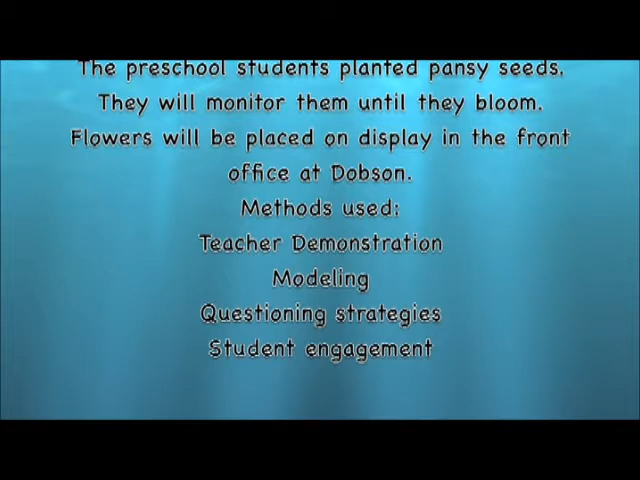 The preschool students planted pansy seeds.
They will monitor them until they bloom.
Flowers will be placed on display in the front
office at Dobson.
Methods used:
Teacher Demonstration
Modeling
Questioning strategies
Student engagement